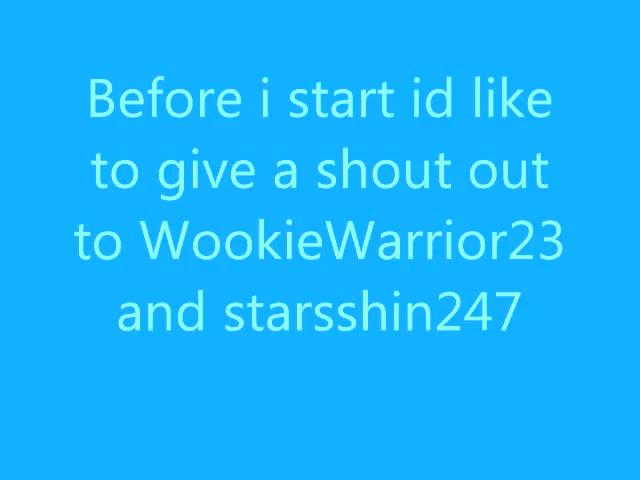 Before i start id like
to give a shout out
to WookieWarrior23
and starsshin247